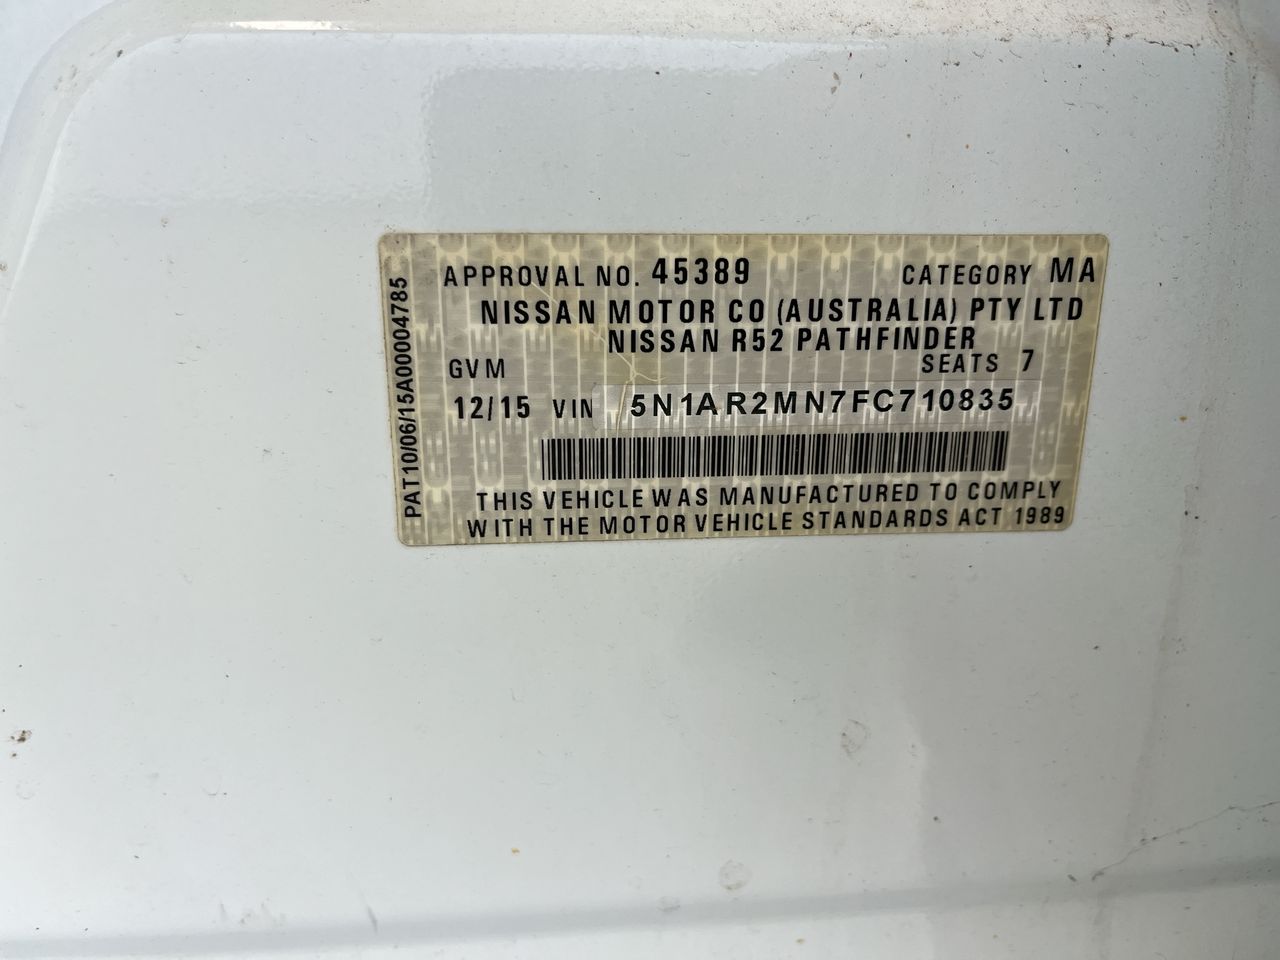 APPROVAL NO. 45389 CATEGORY MA
NISSAN MOTOR CO (AUSTRALIA) PTY LTD
NISSAN R52 PATHFINDER
GVM SEATS 7
12/15 VIN 5N1AR2MN7FC710835
THIS VEHICLE WAS MANUFACTURED TO COMPLY
WITH THE MOTOR VEHICLE STANDARDS ACT 1989
PAT10/06/15A00004785